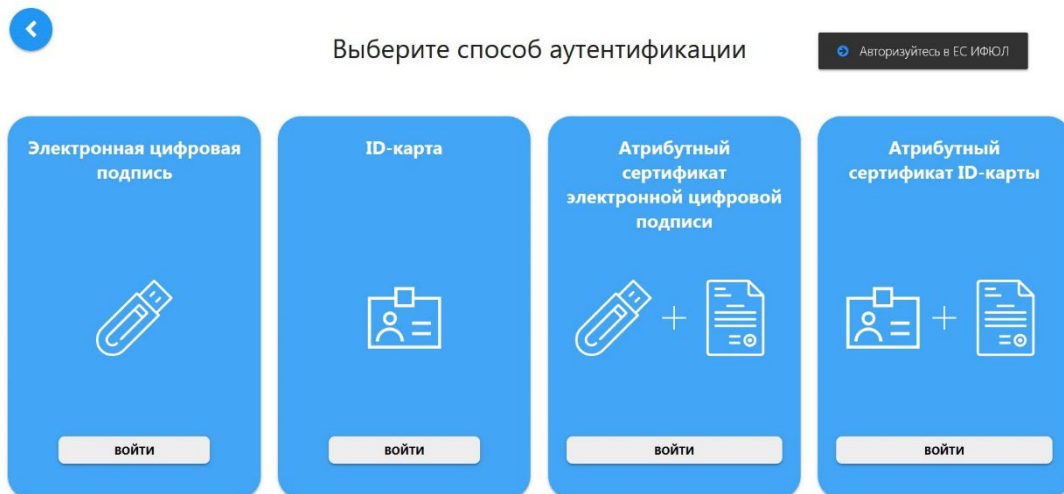 Выберите способ аутентификации
Авторизуйтесь в ЕС ИФЮЛ
Электронная цифровая
подпись
ВОЙТИ
ID-карта
ВОЙТИ
Атрибутный
сертификат
электронной цифровой
подписи
ВОЙТИ
Атрибутный
сертификат ID-карты
ВОЙТИ